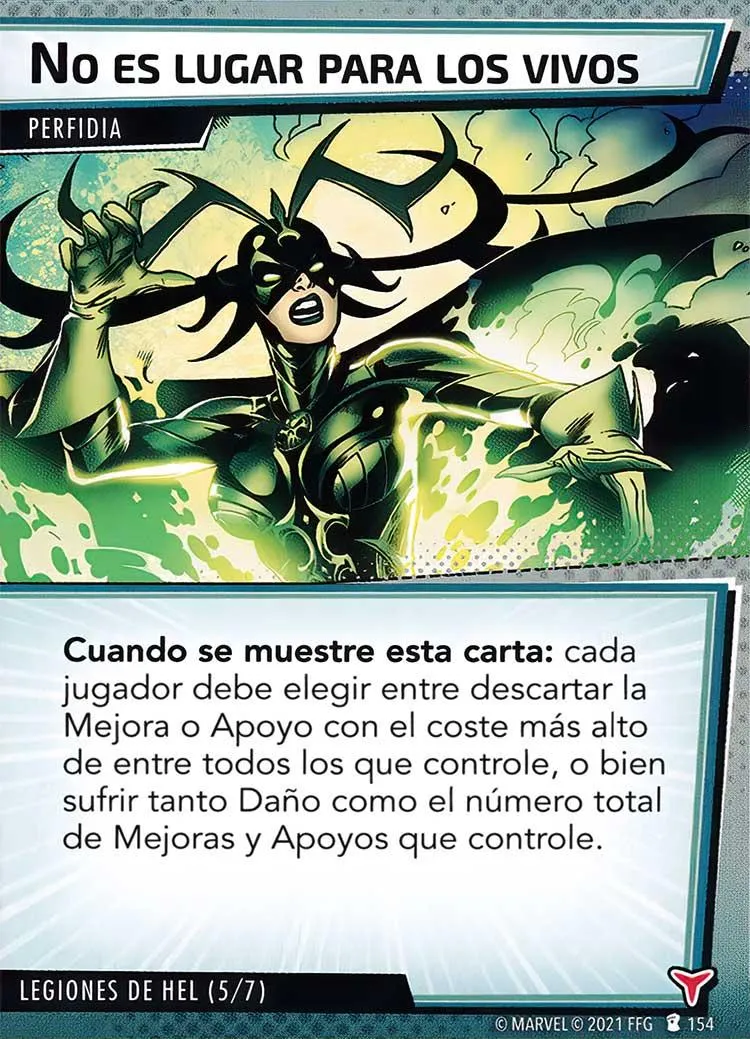 No es lugar para los vivos
PERFIDIA
Cuando se muestre esta carta: cada
jugador debe elegir entre descartar la
Mejora o Apoyo con el coste más alto
de entre todos los que controle, o bien
sufrir tanto Daño como el número total
de Mejoras y Apoyos que controle.
LEGIONES DE HEL (5/7)
© MARVEL © 2021 FFG 154